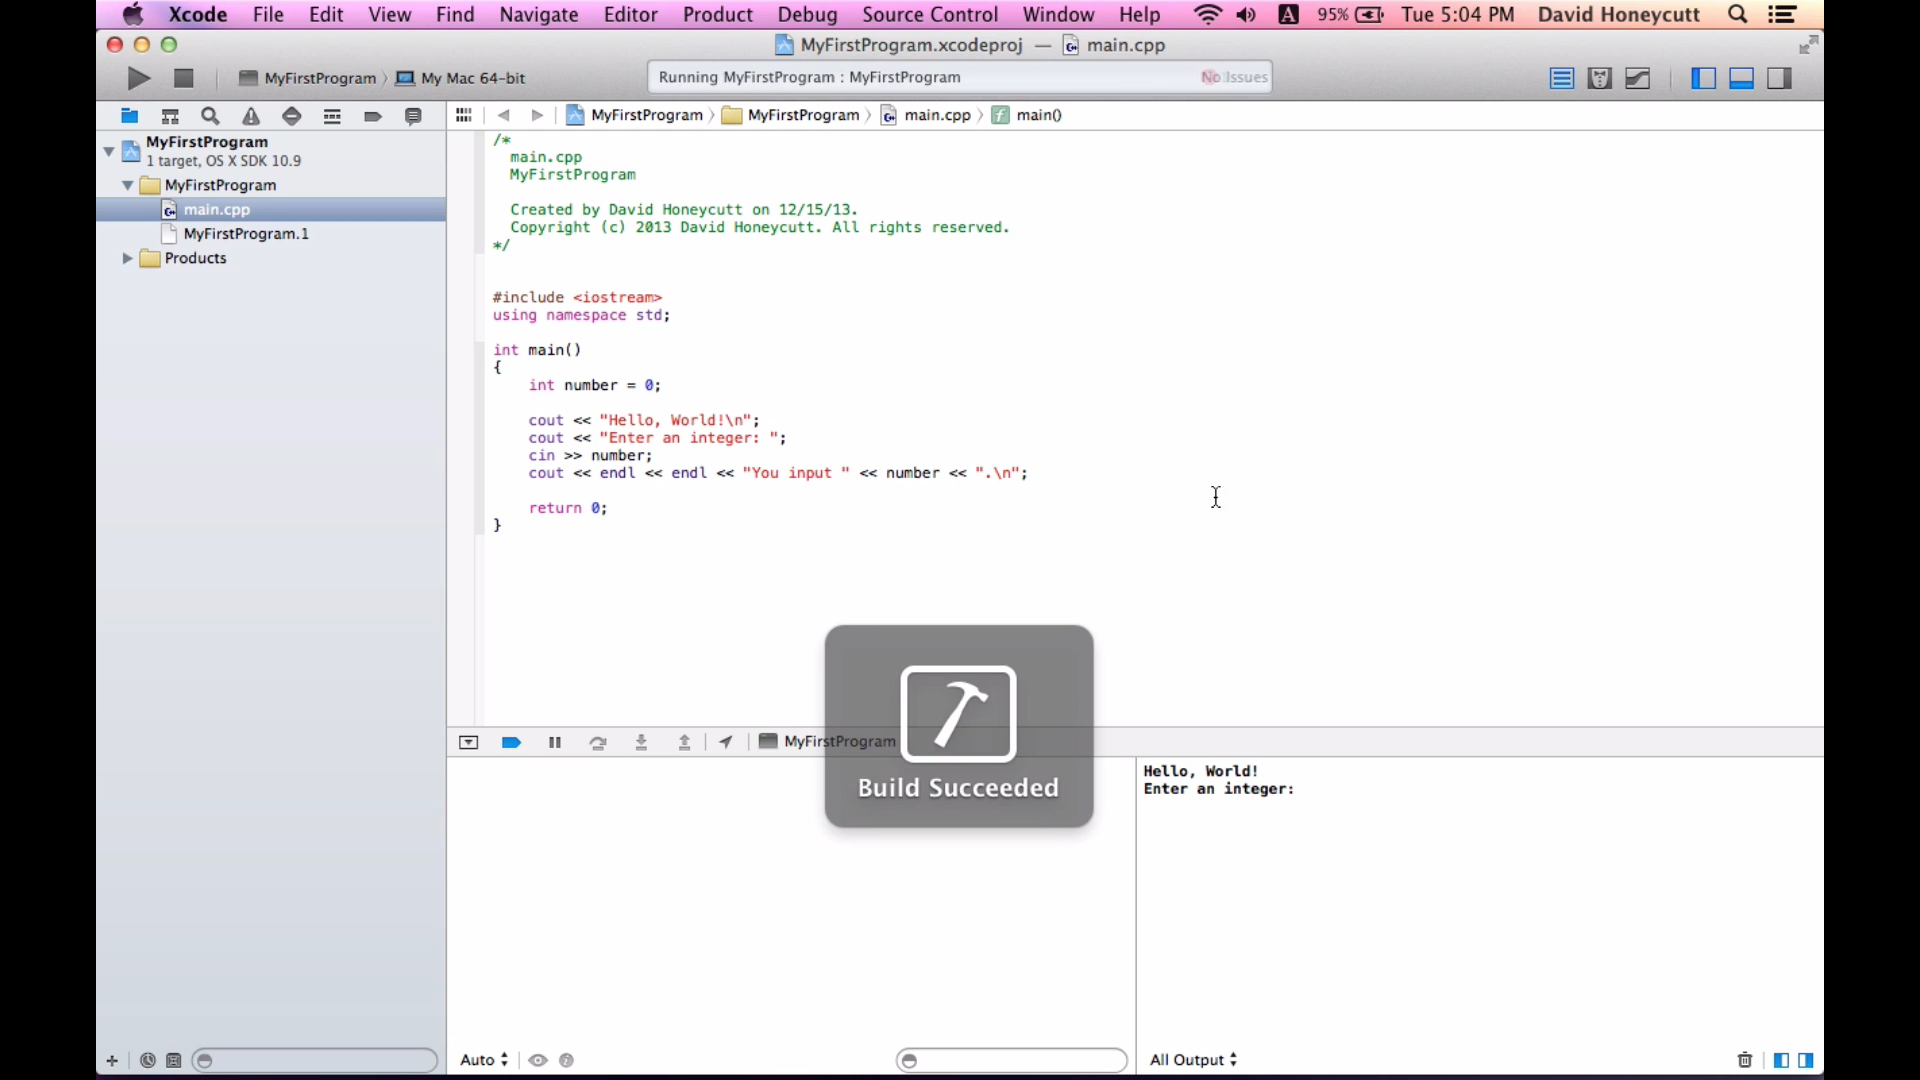 Xcode File Edit View Find Navigate Editor Product Debug Source Control Window Help A 95% Tue 5:04 PM David Honeycutt
MyFirstProgram.xcodeproj — main.cpp
MyFirstProgram My Mac 64-bit Running MyFirstProgram : MyFirstProgram No Issues
MyFirstProgram MyFirstProgram main.cpp main()
MyFirstProgram
1 target, OS X SDK 10.9
MyFirstProgram
main.cpp
MyFirstProgram.1
Products
/*
main.cpp
MyFirstProgram
Created by David Honeycutt on 12/15/13.
Copyright (c) 2013 David Honeycutt. All rights reserved.
*/
#include <iostream>
using namespace std;
int main()
{
int number = 0;
cout << "Hello, World!\n";
cout << "Enter an integer: ";
cin >> number;
cout << endl << endl << "You input " << number << ".\n";
return 0;
}
MyFirstProgram
Build Succeeded
Hello, World!
Enter an integer:
Auto All Output